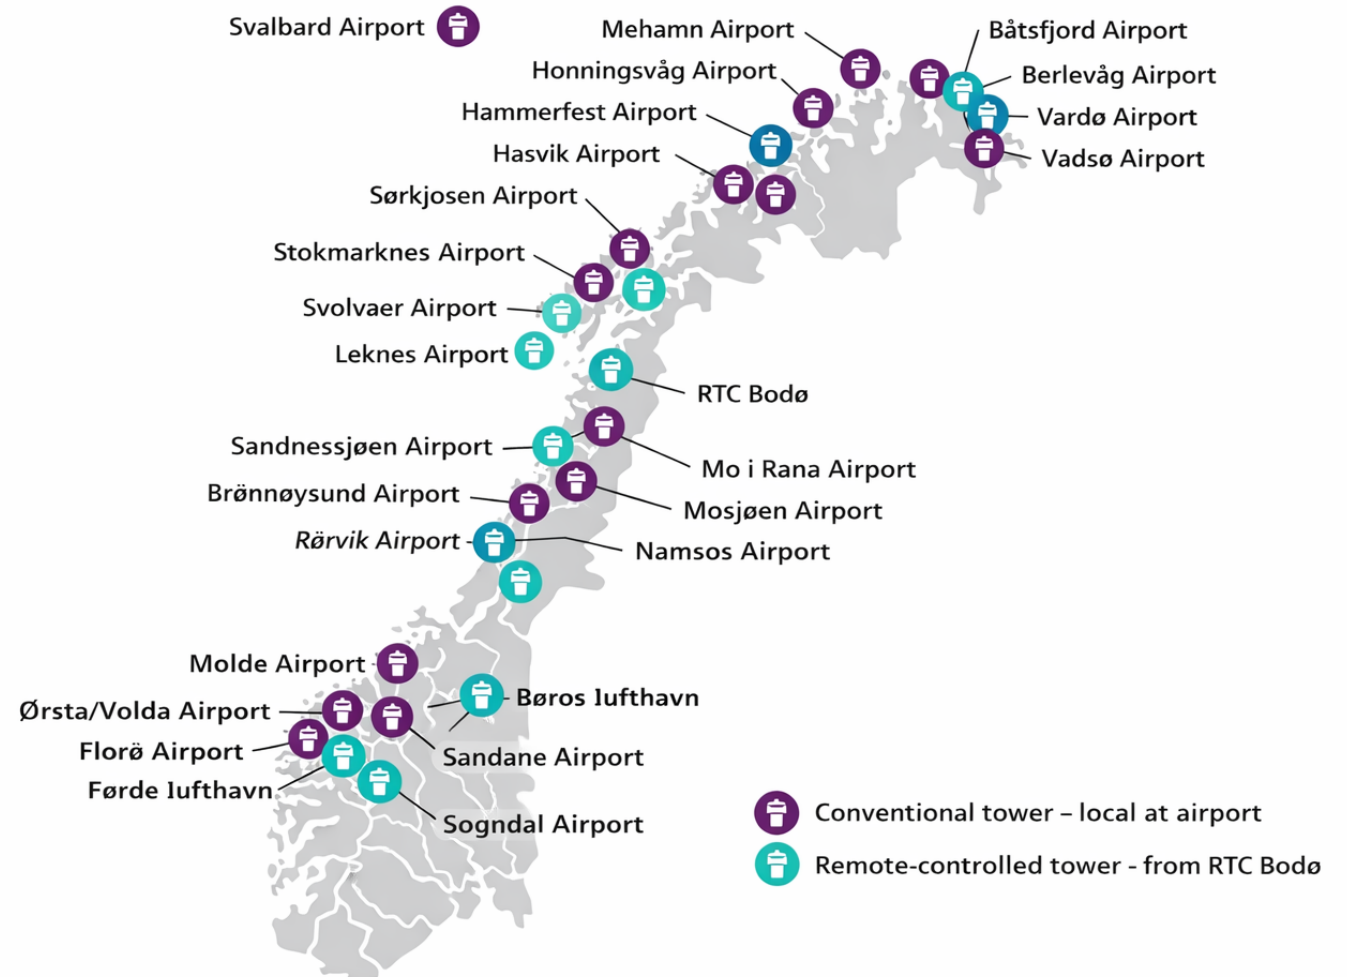 Svalbard Airport
Mehamn Airport
Båtsfjord Airport
Honningsvåg Airport
Berlevåg Airport
Hammerfest Airport
Vardø Airport
Hasvik Airport
Vadsø Airport
Sørkjosen Airport
Stokmarknes Airport
Svolvaer Airport
Leknes Airport
RTC Bodø
Sandnessjøen Airport
Mo i Rana Airport
Brönnøysund Airport
Mosjøen Airport
Rörvik Airport
Namsos Airport
Molde Airport
Børos Iufthavn
Ørsta/Volda Airport
Florö Airport
Sandane Airport
Førde Iufthavn
Sogndal Airport
Conventional tower – local at airport
Remote-controlled tower - from RTC Bodø